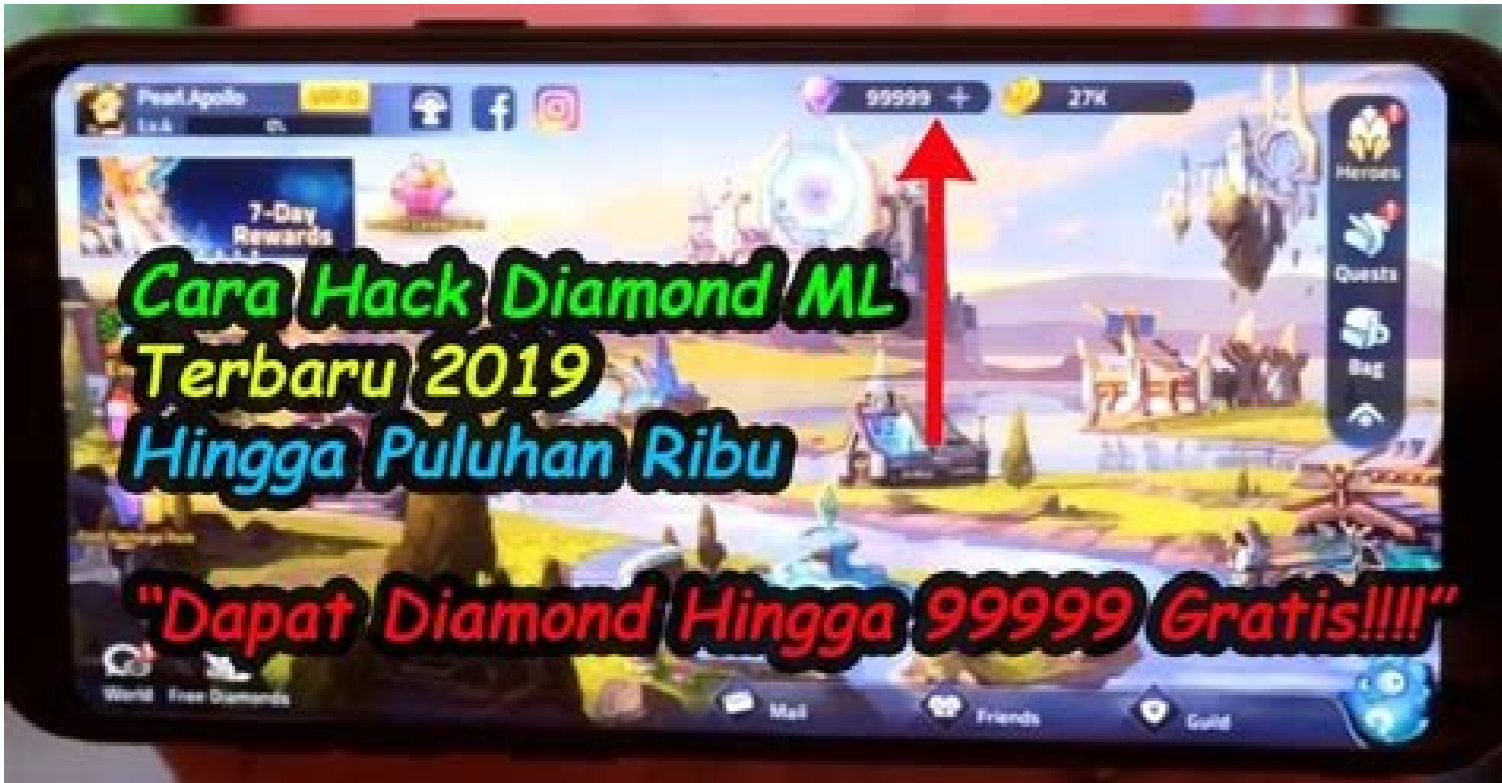 Pearl Apollo
VIP 0
99999 +
27K
Heroes
7-Day
Rewards
Quests
Cara Hack Diamond ML
Terbaru 2019
Bag
Hingga Puluhan Ribu
"Dapat Diamond Hingga 99999 Gratis!!!!"
World
Free Diamonds
Mail
Friends
Guild